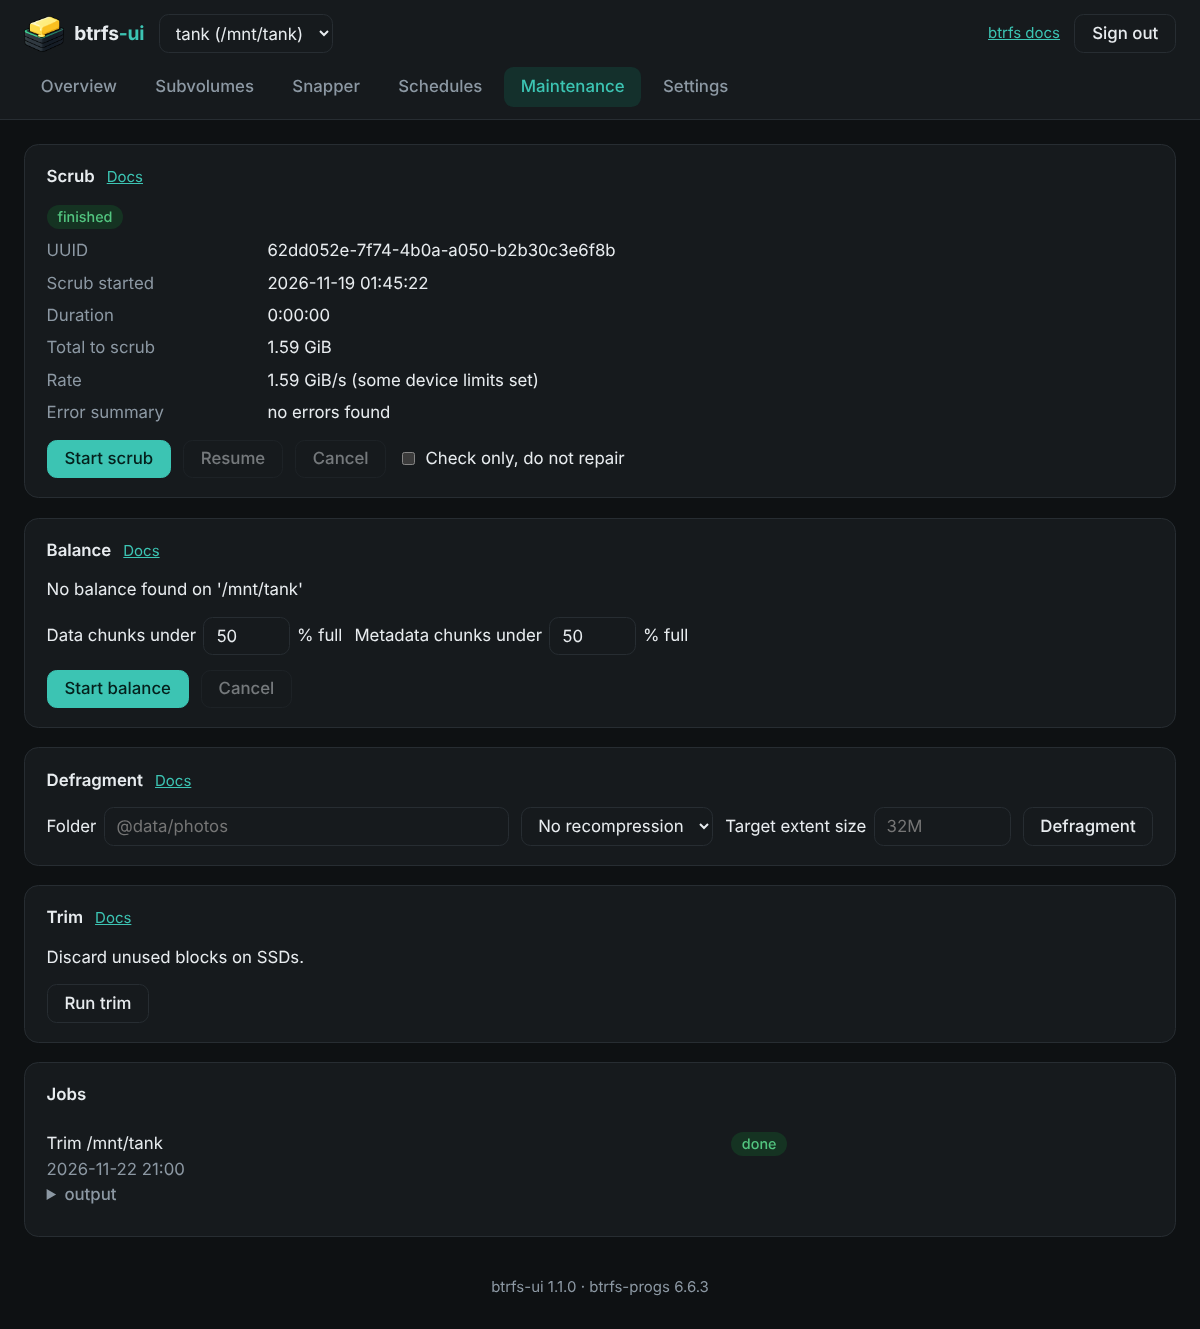 btrfs-ui tank (/mnt/tank) btrfs docs Sign out
Overview Subvolumes Snapper Schedules Maintenance Settings
Scrub Docs
finished
UUID 62dd052e-7f74-4b0a-a050-b2b30c3e6f8b
Scrub started 2026-11-19 01:45:22
Duration 0:00:00
Total to scrub 1.59 GiB
Rate 1.59 GiB/s (some device limits set)
Error summary no errors found
Start scrub Resume Cancel Check only, do not repair
Balance Docs
No balance found on '/mnt/tank'
Data chunks under 50 % full Metadata chunks under 50 % full
Start balance Cancel
Defragment Docs
Folder @data/photos No recompression Target extent size 32M Defragment
Trim Docs
Discard unused blocks on SSDs.
Run trim
Jobs
Trim /mnt/tank done
2026-11-22 21:00
output
btrfs-ui 1.1.0 · btrfs-progs 6.6.3